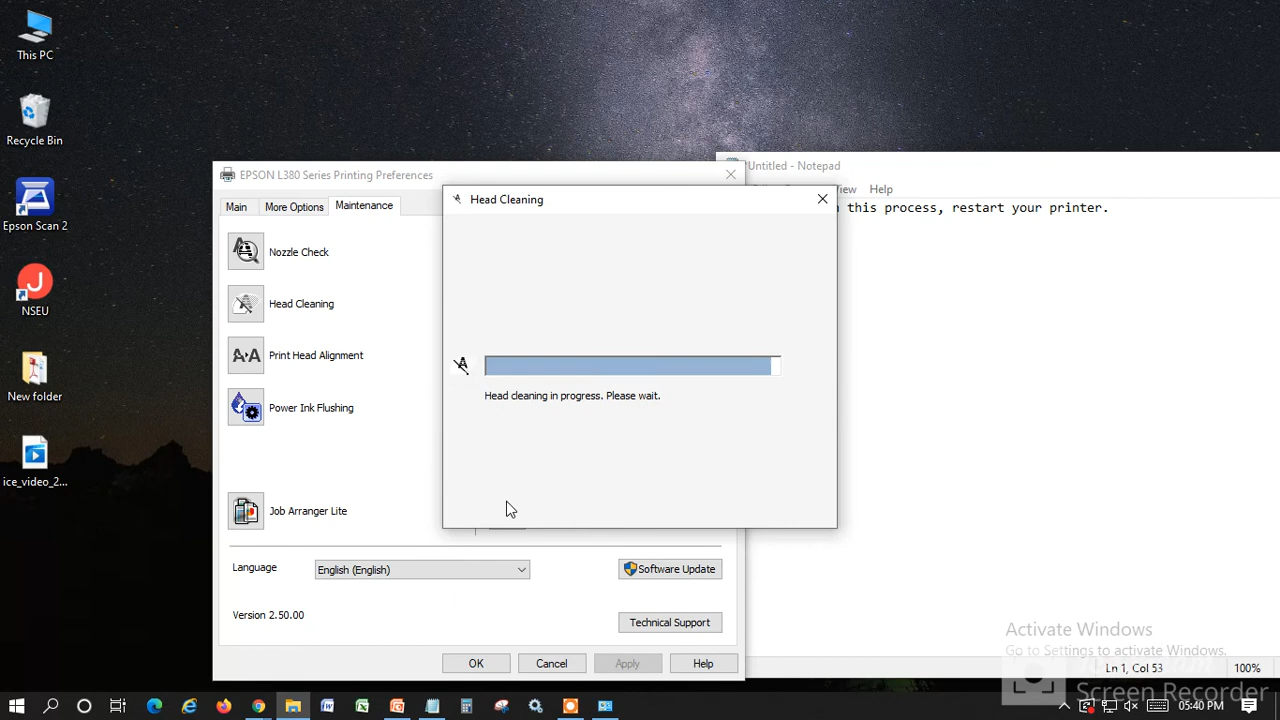 This PC
Recycle Bin
Epson Scan 2
NSEU
New folder
ice_video_2...
EPSON L380 Series Printing Preferences
Main
More Options
Maintenance
Nozzle Check
Head Cleaning
Print Head Alignment
Power Ink Flushing
Job Arranger Lite
Language
English (English)
Software Update
Version 2.50.00
Technical Support
OK
Cancel
Apply
Help
Head Cleaning
Head cleaning in progress. Please wait.
Untitled - Notepad
Help
this process, restart your printer.
Activate Windows
Go to Settings to activate Windows.
Ln 1, Col 53
100%
Screen Recorder
05:40 PM